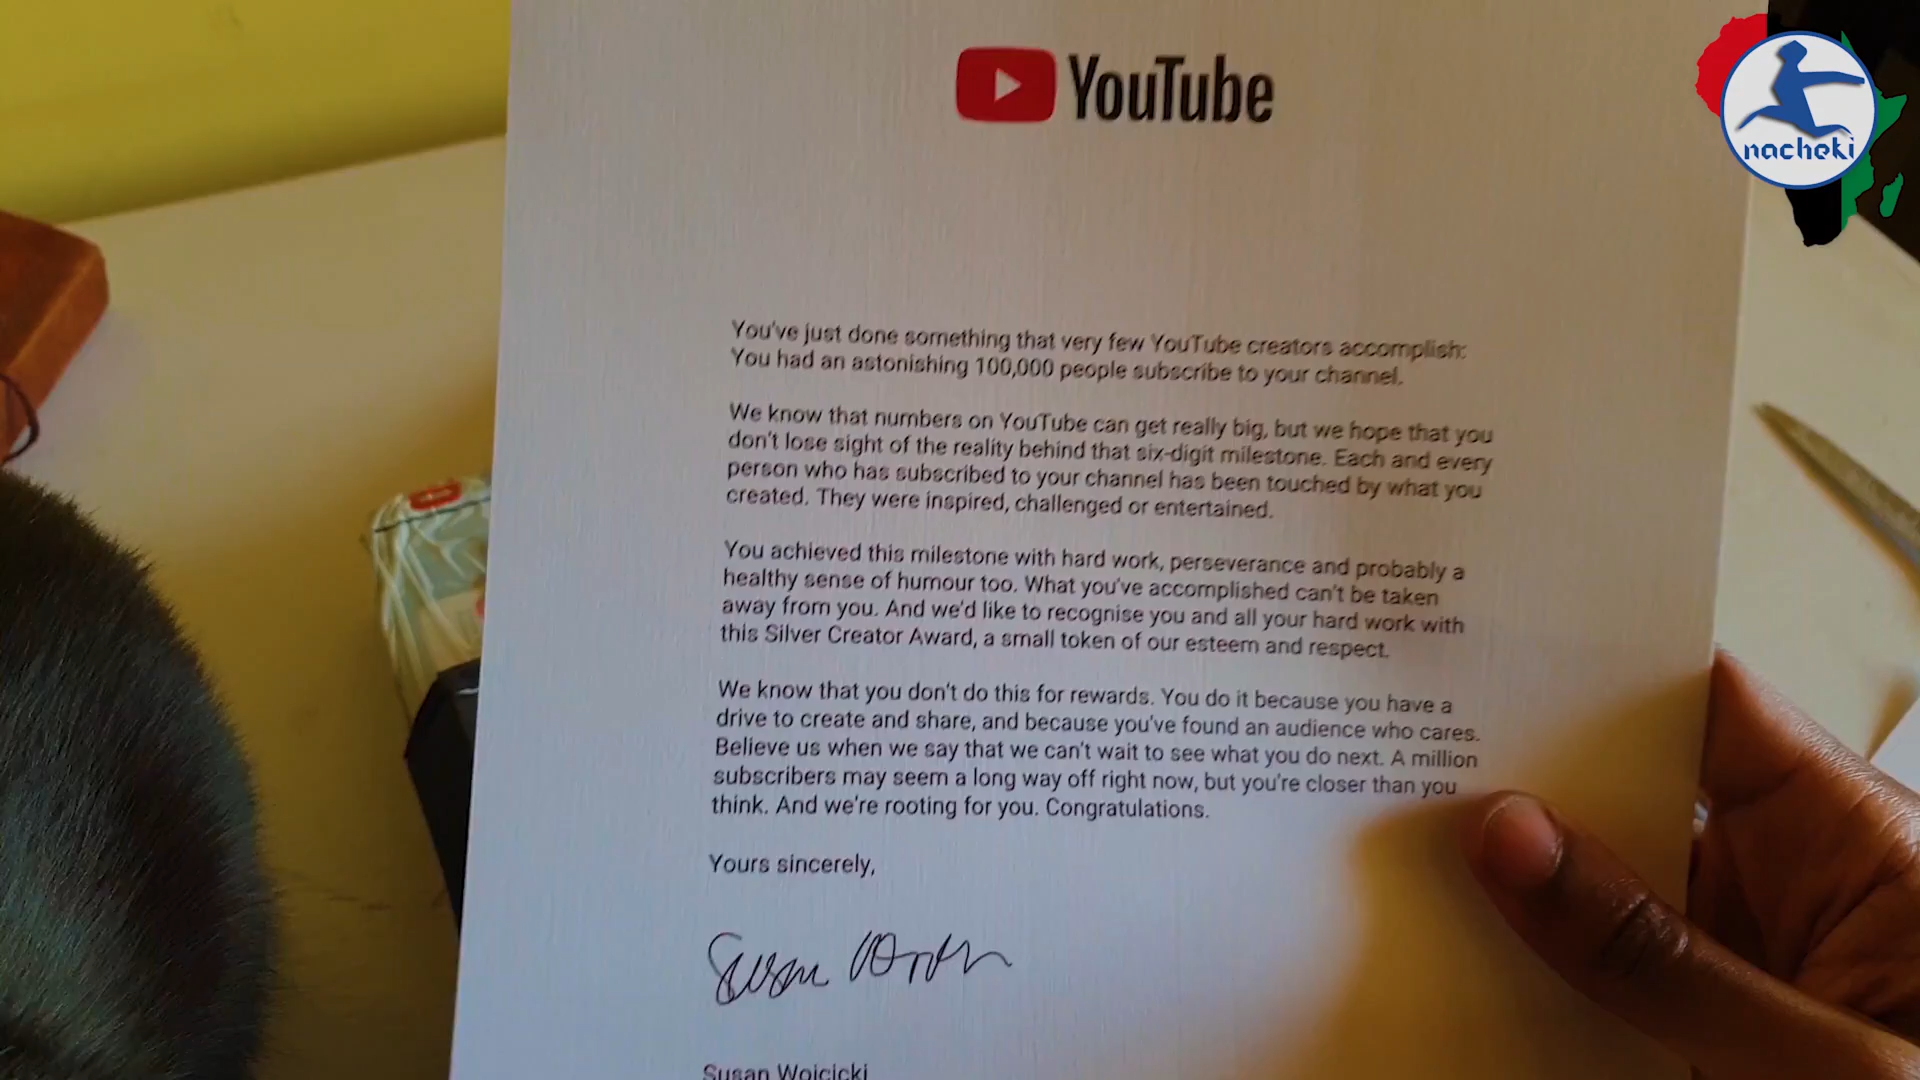 YouTube
nacheki
You've just done something that very few YouTube creators accomplish:
You had an astonishing 100,000 people subscribe to your channel.
We know that numbers on YouTube can get really big, but we hope that you
don't lose sight of the reality behind that six-digit milestone. Each and every
person who has subscribed to your channel has been touched by what you
created. They were inspired, challenged or entertained.
You achieved this milestone with hard work, perseverance and probably a
healthy sense of humour too. What you've accomplished can't be taken
away from you. And we'd like to recognise you and all your hard work with
this Silver Creator Award, a small token of our esteem and respect.
We know that you don't do this for rewards. You do it because you have a
drive to create and share, and because you've found an audience who cares.
Believe us when we say that we can't wait to see what you do next. A million
subscribers may seem a long way off right now, but you're closer than you
think. And we're rooting for you. Congratulations.
Yours sincerely,
Susan Wojcicki